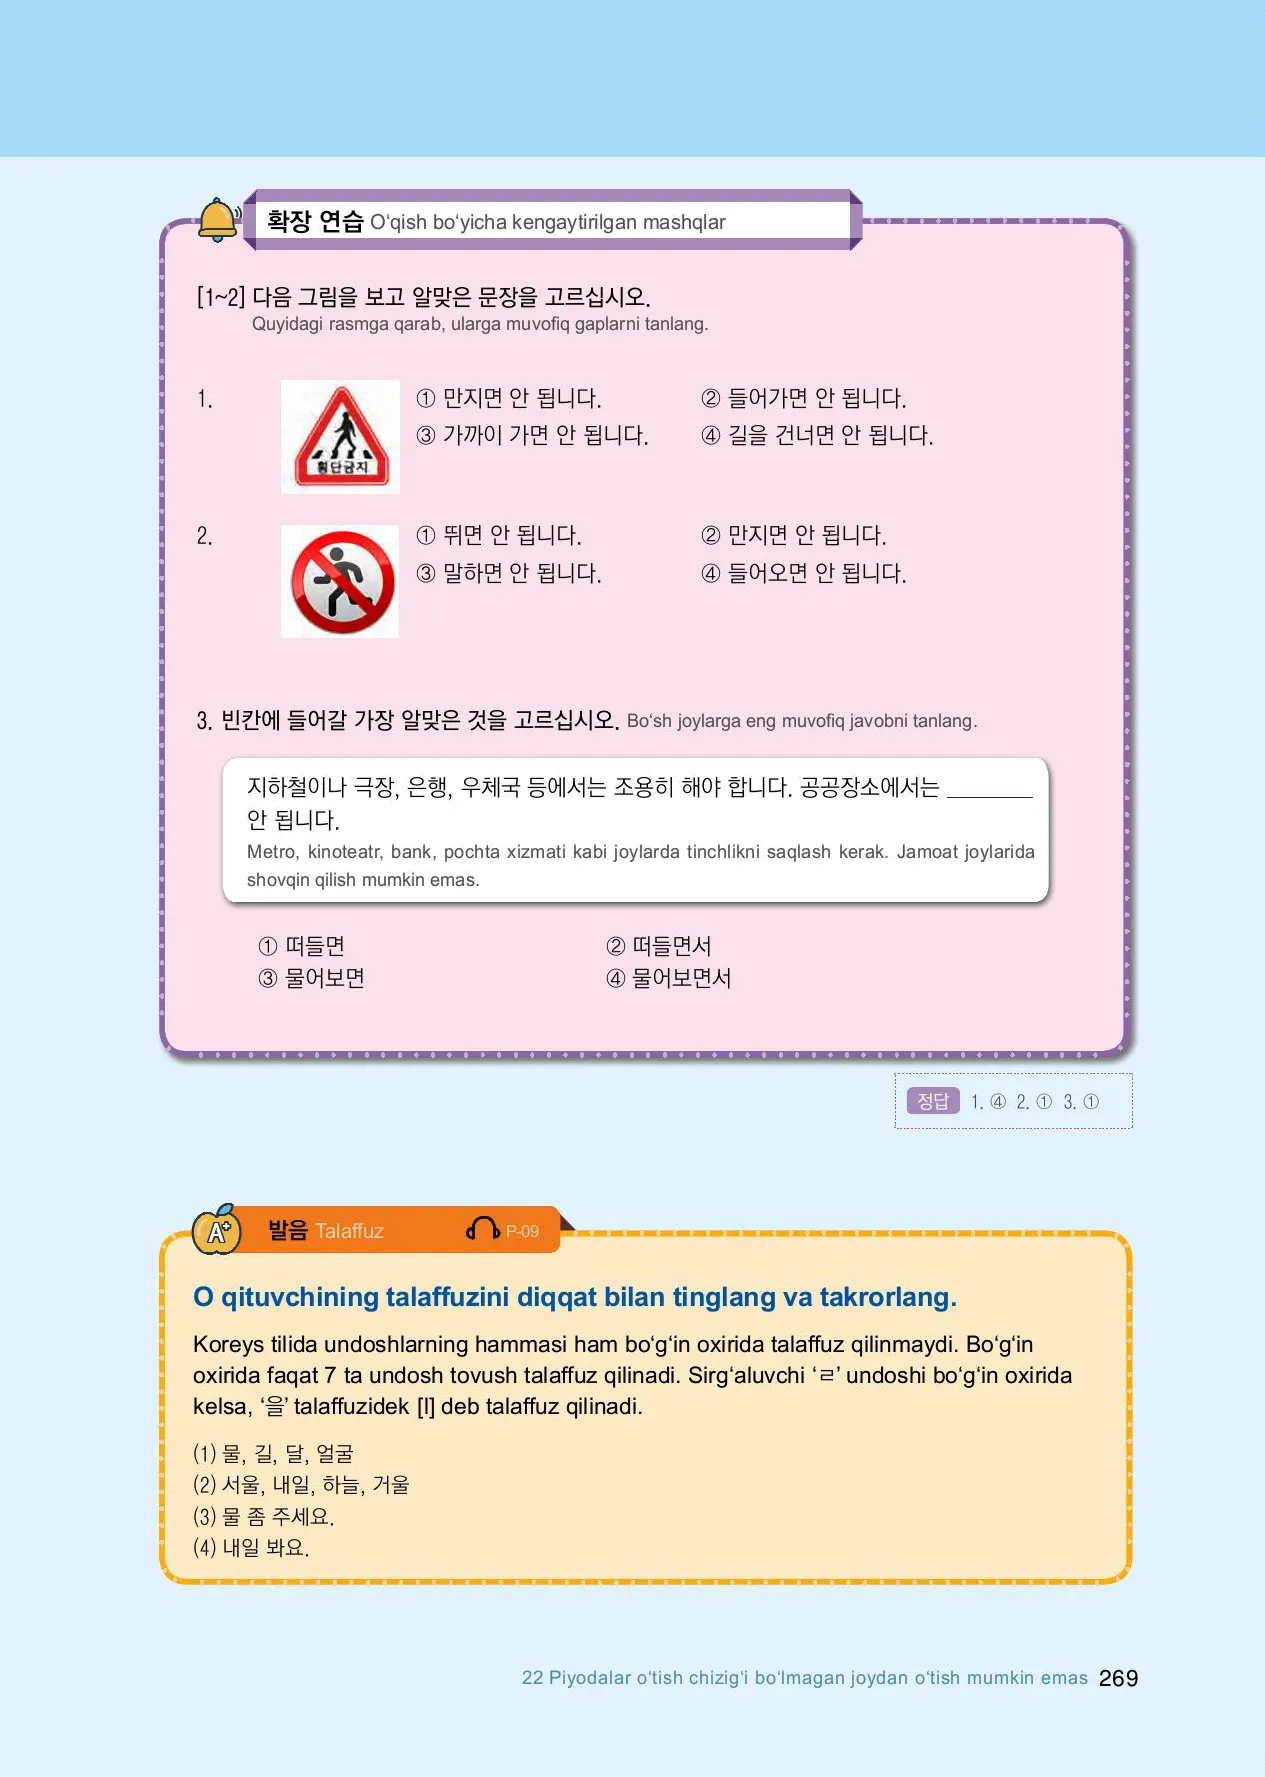 확장 연습 O‘qish bo‘yicha kengaytirilgan mashqlar
[1~2] 다음 그림을 보고 알맞은 문장을 고르십시오.
Quyidagi rasmga qarab, ularga muvofiq gaplarni tanlang.
1.
횡단금지
① 만지면 안 됩니다. ② 들어가면 안 됩니다.
③ 가까이 가면 안 됩니다. ④ 길을 건너면 안 됩니다.
2.
① 뛰면 안 됩니다. ② 만지면 안 됩니다.
③ 말하면 안 됩니다. ④ 들어오면 안 됩니다.
3. 빈칸에 들어갈 가장 알맞은 것을 고르십시오. Bo‘sh joylarga eng muvofiq javobni tanlang.
지하철이나 극장, 은행, 우체국 등에서는 조용히 해야 합니다. 공공장소에서는 ________
안 됩니다.
Metro, kinoteatr, bank, pochta xizmati kabi joylarda tinchlikni saqlash kerak. Jamoat joylarida
shovqin qilish mumkin emas.
① 떠들면 ② 떠들면서
③ 물어보면 ④ 물어보면서
정답 1. ④ 2. ① 3. ①
A+ 발음 Talaffuz P-09
O qituvchining talaffuzini diqqat bilan tinglang va takrorlang.
Koreys tilida undoshlarning hammasi ham bo‘g‘in oxirida talaffuz qilinmaydi. Bo‘g‘in
oxirida faqat 7 ta undosh tovush talaffuz qilinadi. Sirg‘aluvchi ‘ㄹ’ undoshi bo‘g‘in oxirida
kelsa, ‘을’ talaffuzidek [l] deb talaffuz qilinadi.
(1) 물, 길, 달, 얼굴
(2) 서울, 내일, 하늘, 거울
(3) 물 좀 주세요.
(4) 내일 봐요.
22 Piyodalar o‘tish chizig‘i bo‘lmagan joydan o‘tish mumkin emas 269